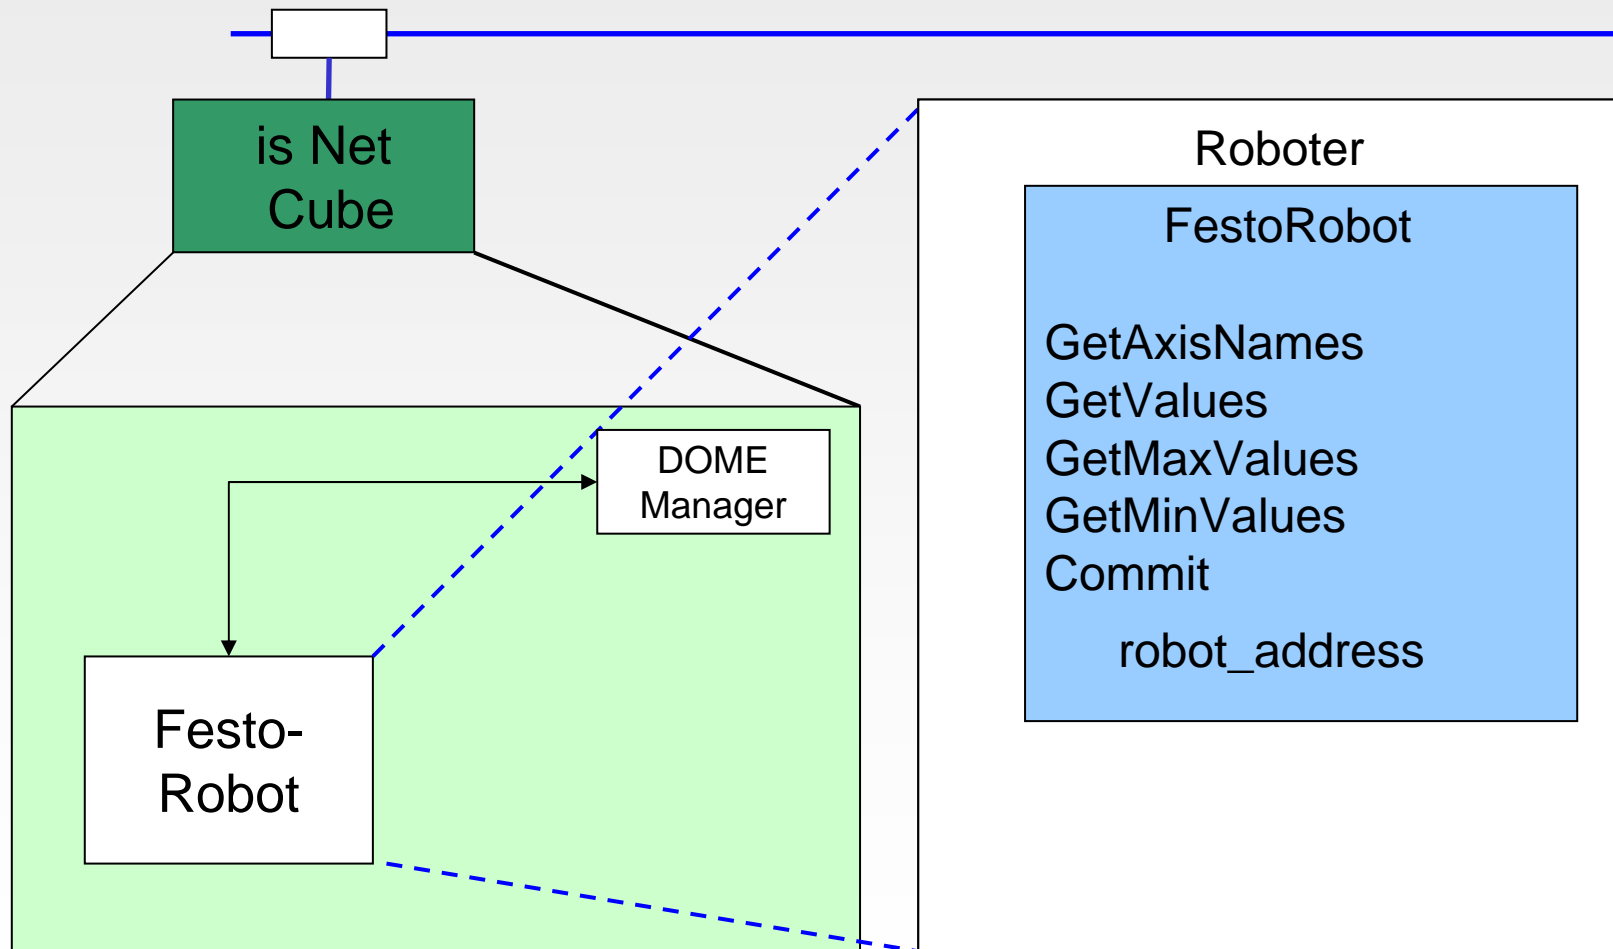 is Net
Cube
DOME
Manager
Festo-
Robot
Roboter
FestoRobot
GetAxisNames
GetValues
GetMaxValues
GetMinValues
Commit
robot_address